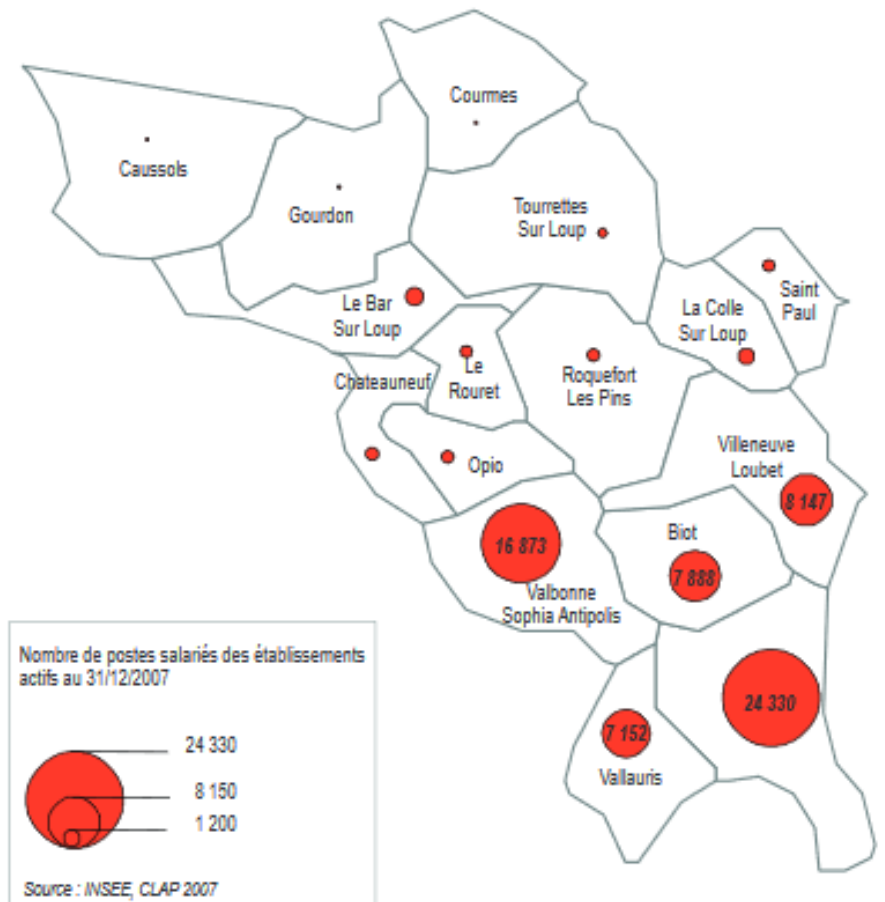 Courmes
Caussols
Gourdon
Tourrettes
Sur Loup
Saint
Paul
La Colle
Sur Loup
Le Bar
Sur Loup
Chateauneuf
Le
Rouret
Roquefort
Les Pins
Opio
Villeneuve
Loubet
8 147
16 873
Biot
7 888
Valbonne
Sophia Antipolis
24 330
7 152
Vallauris
Nombre de postes salariés des établissements
actifs au 31/12/2007
24 330
8 150
1 200
Source : INSEE, CLAP 2007